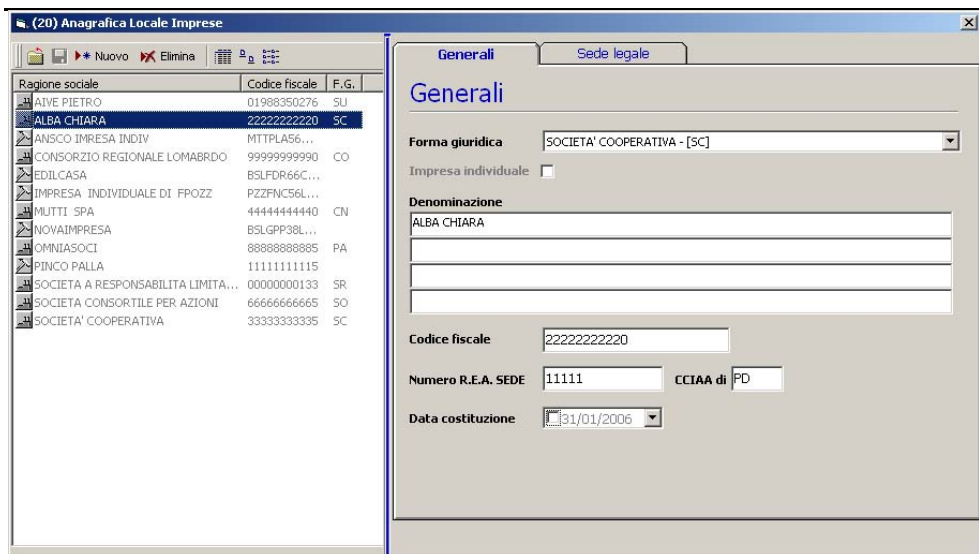 (20) Anagrafica Locale Imprese
Nuovo Elimina
Ragione sociale Codice fiscale F.G.
AIVE PIETRO 01988350276 SU
ALBA CHIARA 22222222220 SC
ANSCO IMRESA INDIV MTTPLA56...
CONSORZIO REGIONALE LOMABRDO 99999999990 CO
EDILCASA BSLFDR66C...
IMPRESA INDIVIDUALE DI FPOZZ PZZFNC56L...
MUTTI SPA 44444444440 CN
NOVAIMPRESA BSLGPP38L...
OMNIASOCI 88888888885 PA
PINCO PALLA 11111111115
SOCIETA A RESPONSABILITA LIMITA... 00000000133 SR
SOCIETA CONSORTILE PER AZIONI 66666666665 SO
SOCIETA' COOPERATIVA 33333333335 SC
Generali Sede legale
Generali
Forma giuridica SOCIETA' COOPERATIVA - [SC]
Impresa individuale
Denominazione
ALBA CHIARA
Codice fiscale 22222222220
Numero R.E.A. SEDE 11111 CCIAA di PD
Data costituzione 31/01/2006